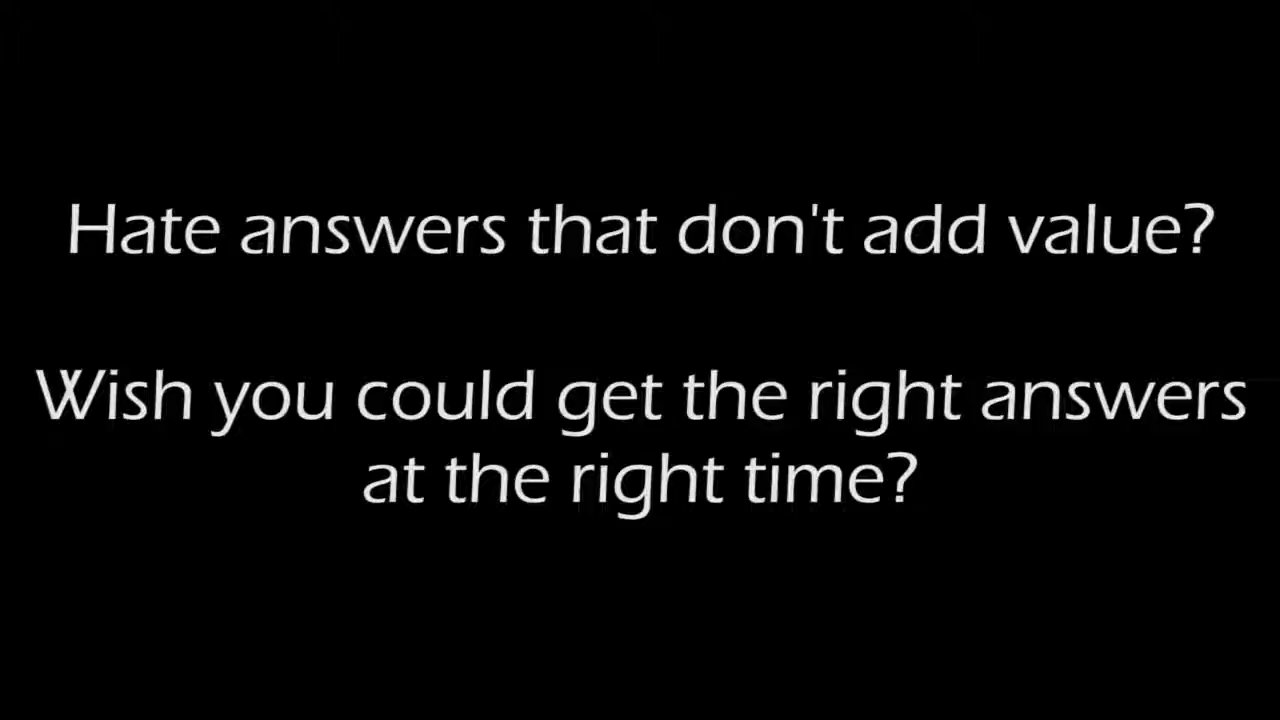 Hate answers that don't add value?
Wish you could get the right answers
at the right time?